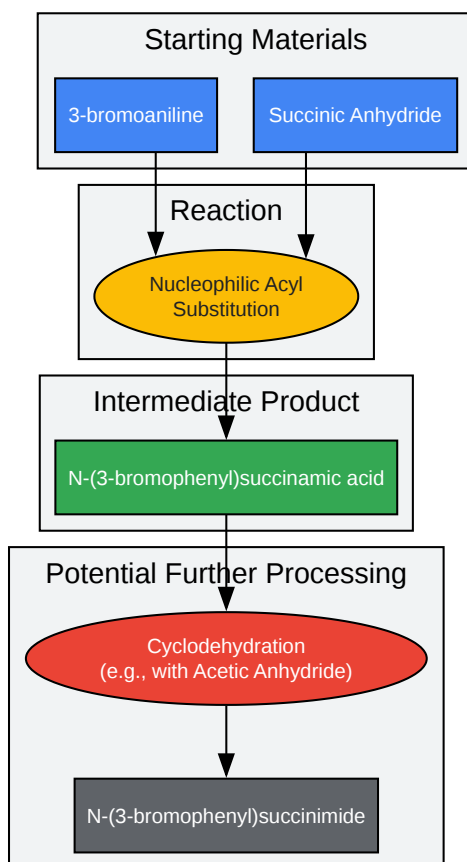 Starting Materials
3-bromoaniline
Succinic Anhydride
Reaction
Nucleophilic Acyl
Substitution
Intermediate Product
N-(3-bromophenyl)succinamic acid
Potential Further Processing
Cyclodehydration
(e.g., with Acetic Anhydride)
N-(3-bromophenyl)succinimide